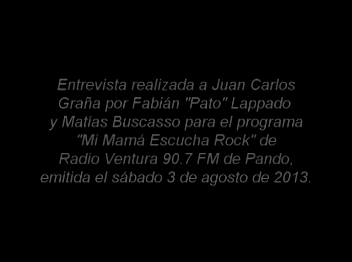 Entrevista realizada a Juan Carlos
Graña por Fabián "Pato" Lappado
y Matias Buscasso para el programa
"Mi Mamá Escucha Rock" de
Radio Ventura 90.7 FM de Pando,
emitida el sábado 3 de agosto de 2013.